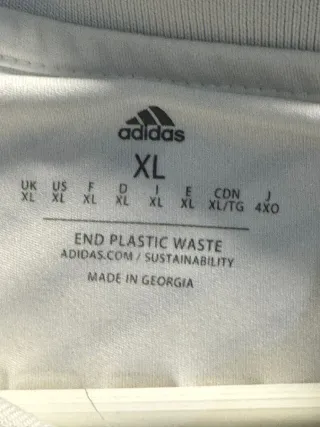 adidas
XL
UK US F D I E CDN J
XL XL XL XL XL XL XL/TG 4XO
END PLASTIC WASTE
ADIDAS.COM / SUSTAINABILITY
MADE IN GEORGIA